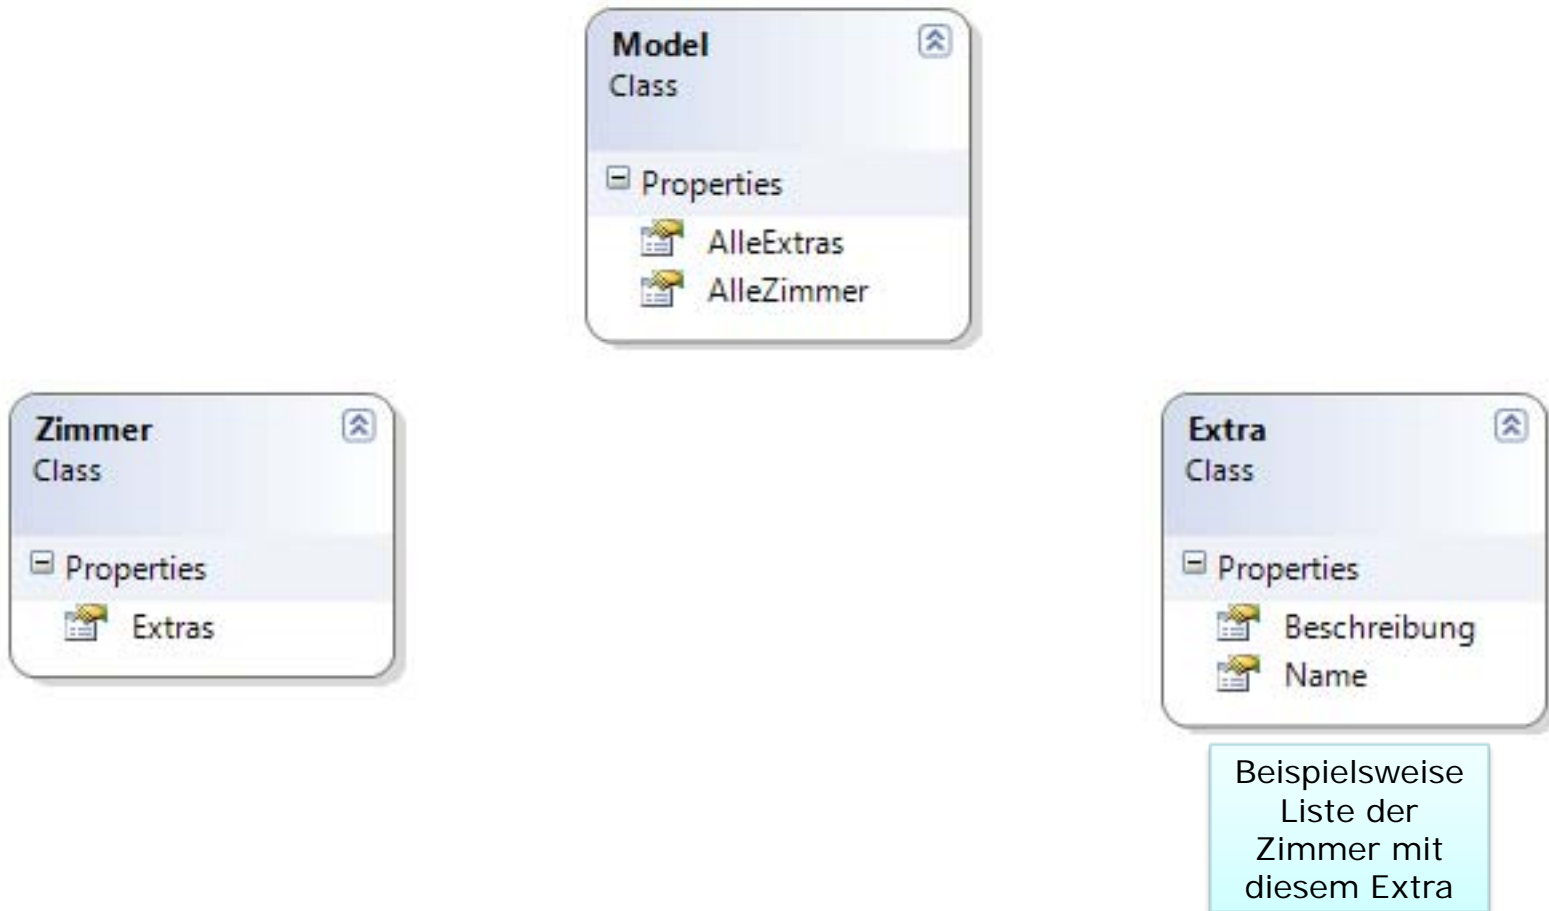 Model
Class
Properties
AlleExtras
AlleZimmer
Zimmer
Class
Properties
Extras
Extra
Class
Properties
Beschreibung
Name
Beispielsweise
Liste der
Zimmer mit
diesem Extra